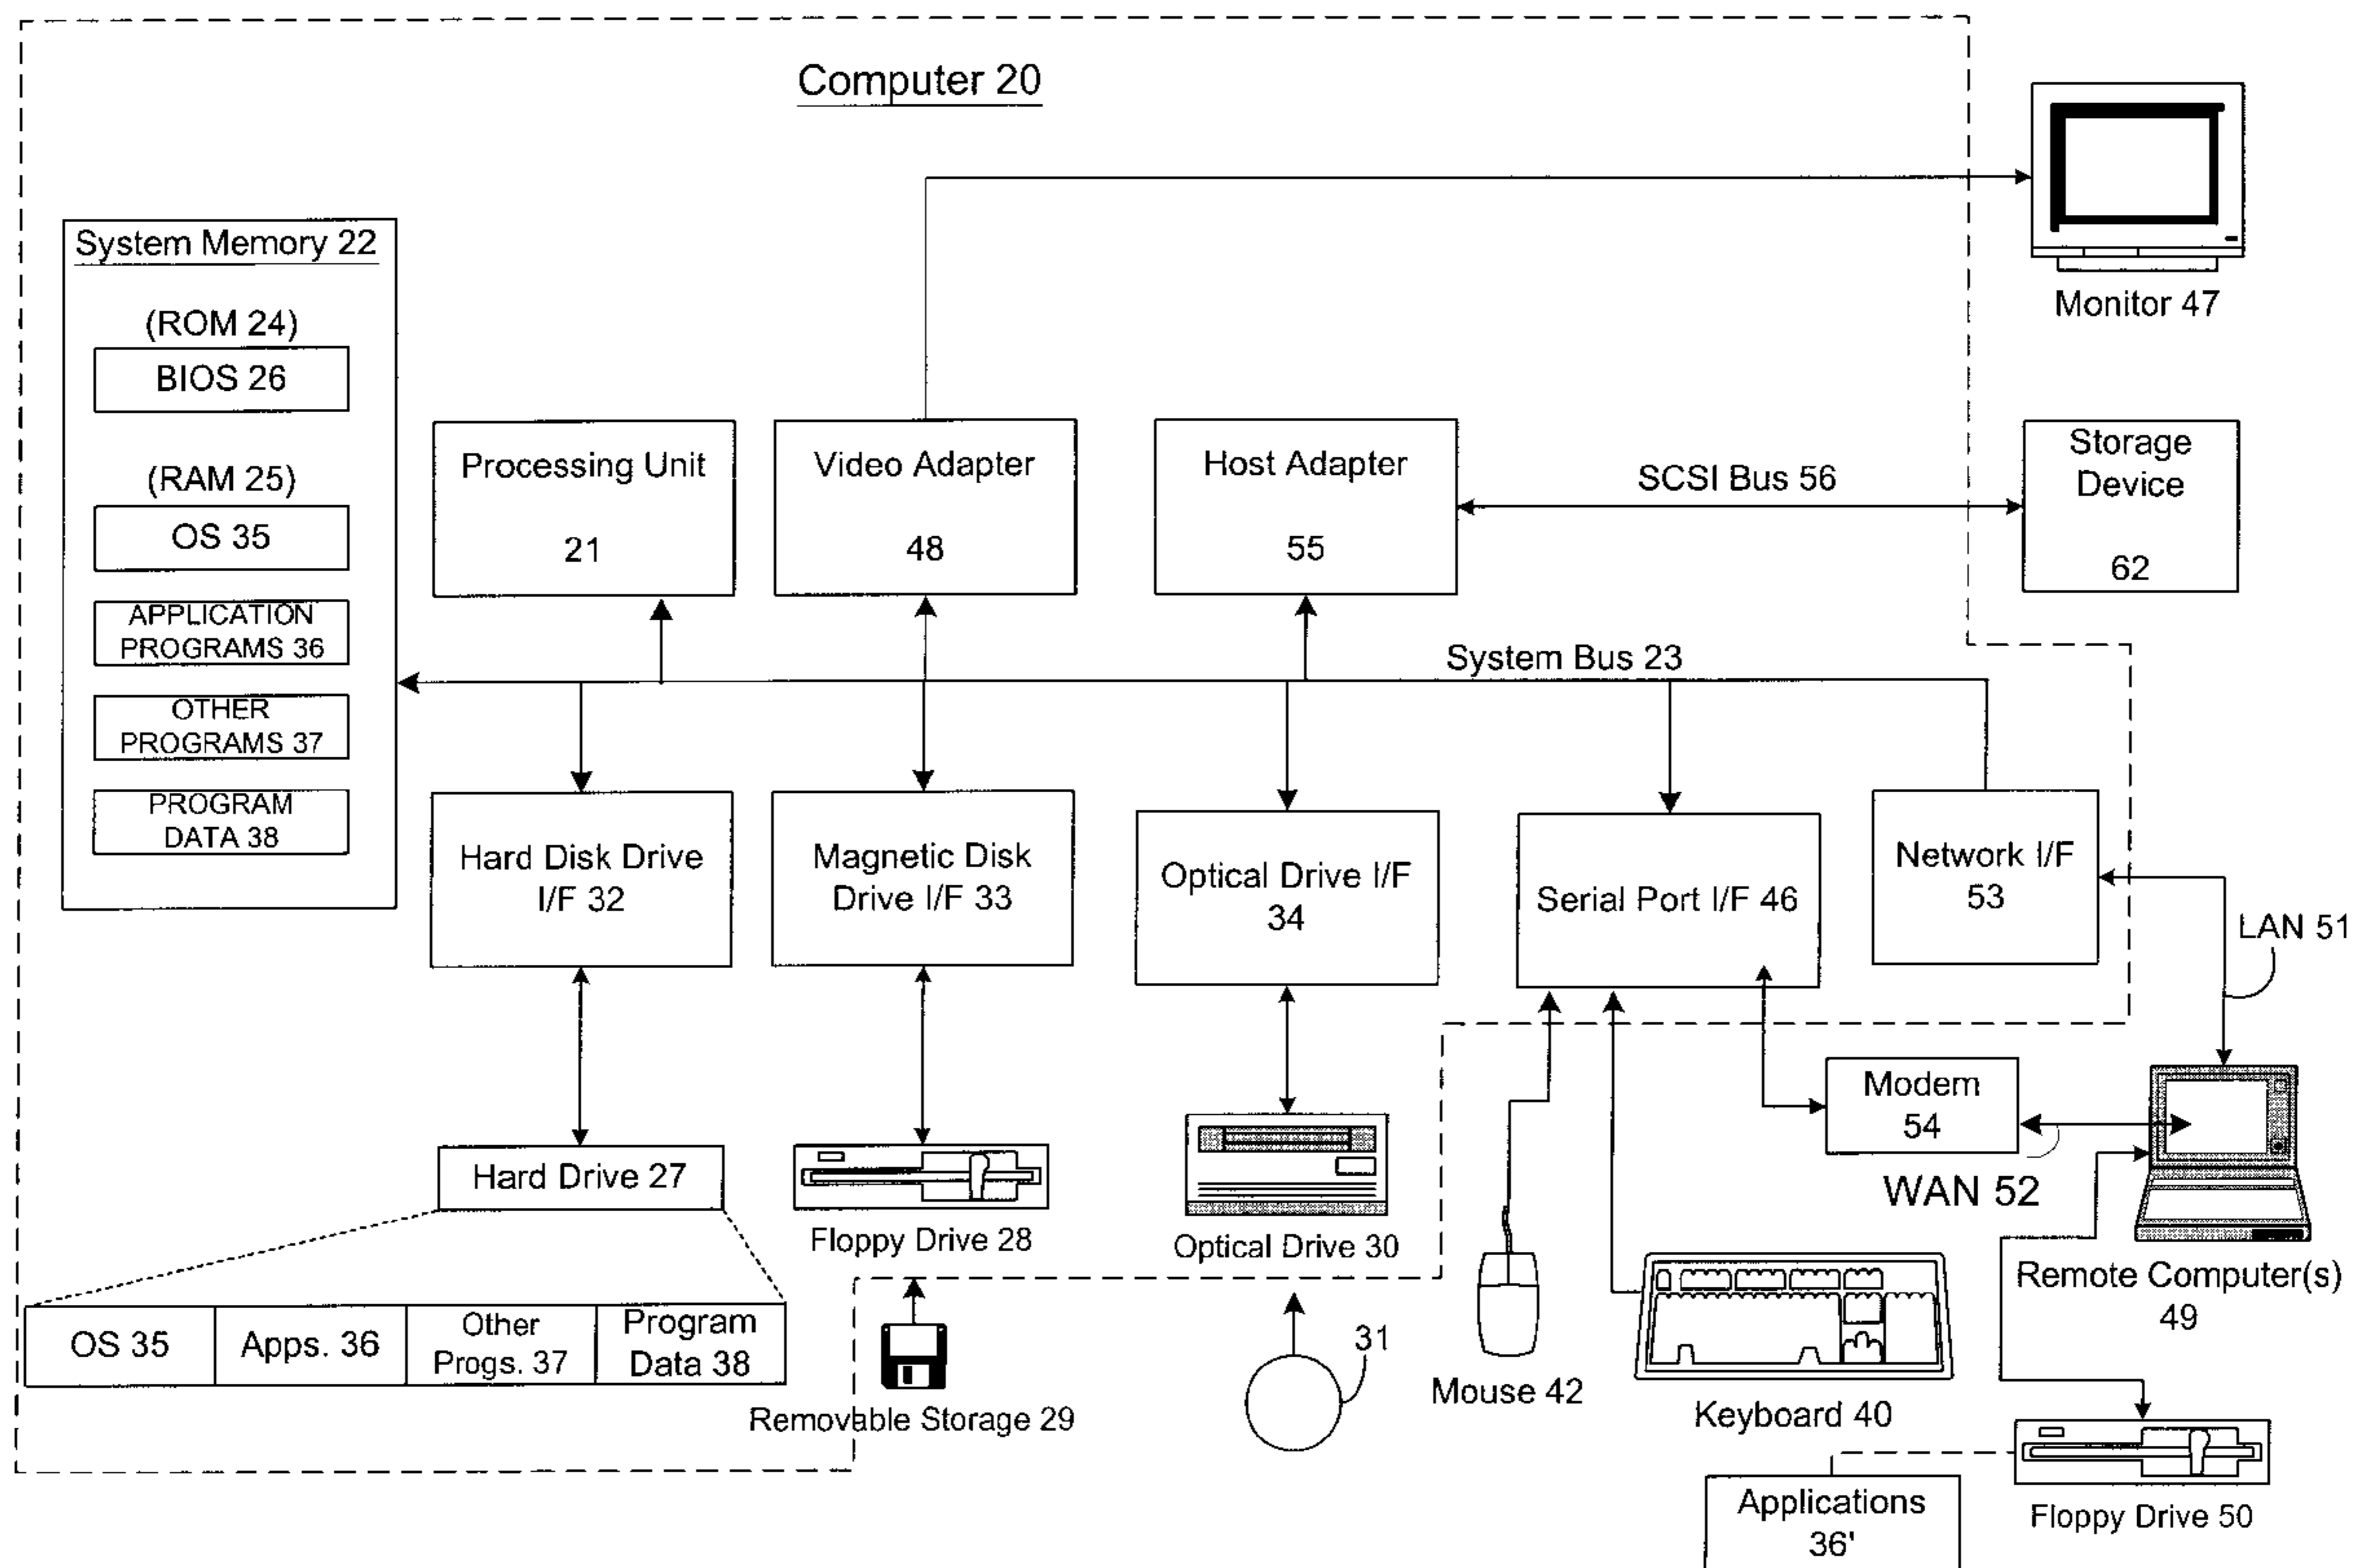 Computer 20
Monitor 47
System Memory 22
(ROM 24)
BIOS 26
(RAM 25)
OS 35
APPLICATION
PROGRAMS 36
OTHER
PROGRAMS 37
PROGRAM
DATA 38
Processing Unit
21
Video Adapter
48
Host Adapter
55
SCSI Bus 56
Storage
Device
62
System Bus 23
Hard Disk Drive
I/F 32
Magnetic Disk
Drive I/F 33
Optical Drive I/F
34
Serial Port I/F 46
Network I/F
53
LAN 51
Modem
54
WAN 52
Hard Drive 27
Floppy Drive 28
Optical Drive 30
Remote Computer(s)
49
OS 35
Apps. 36
Other
Progs. 37
Program
Data 38
Removable Storage 29
31
Mouse 42
Keyboard 40
Applications
36'
Floppy Drive 50